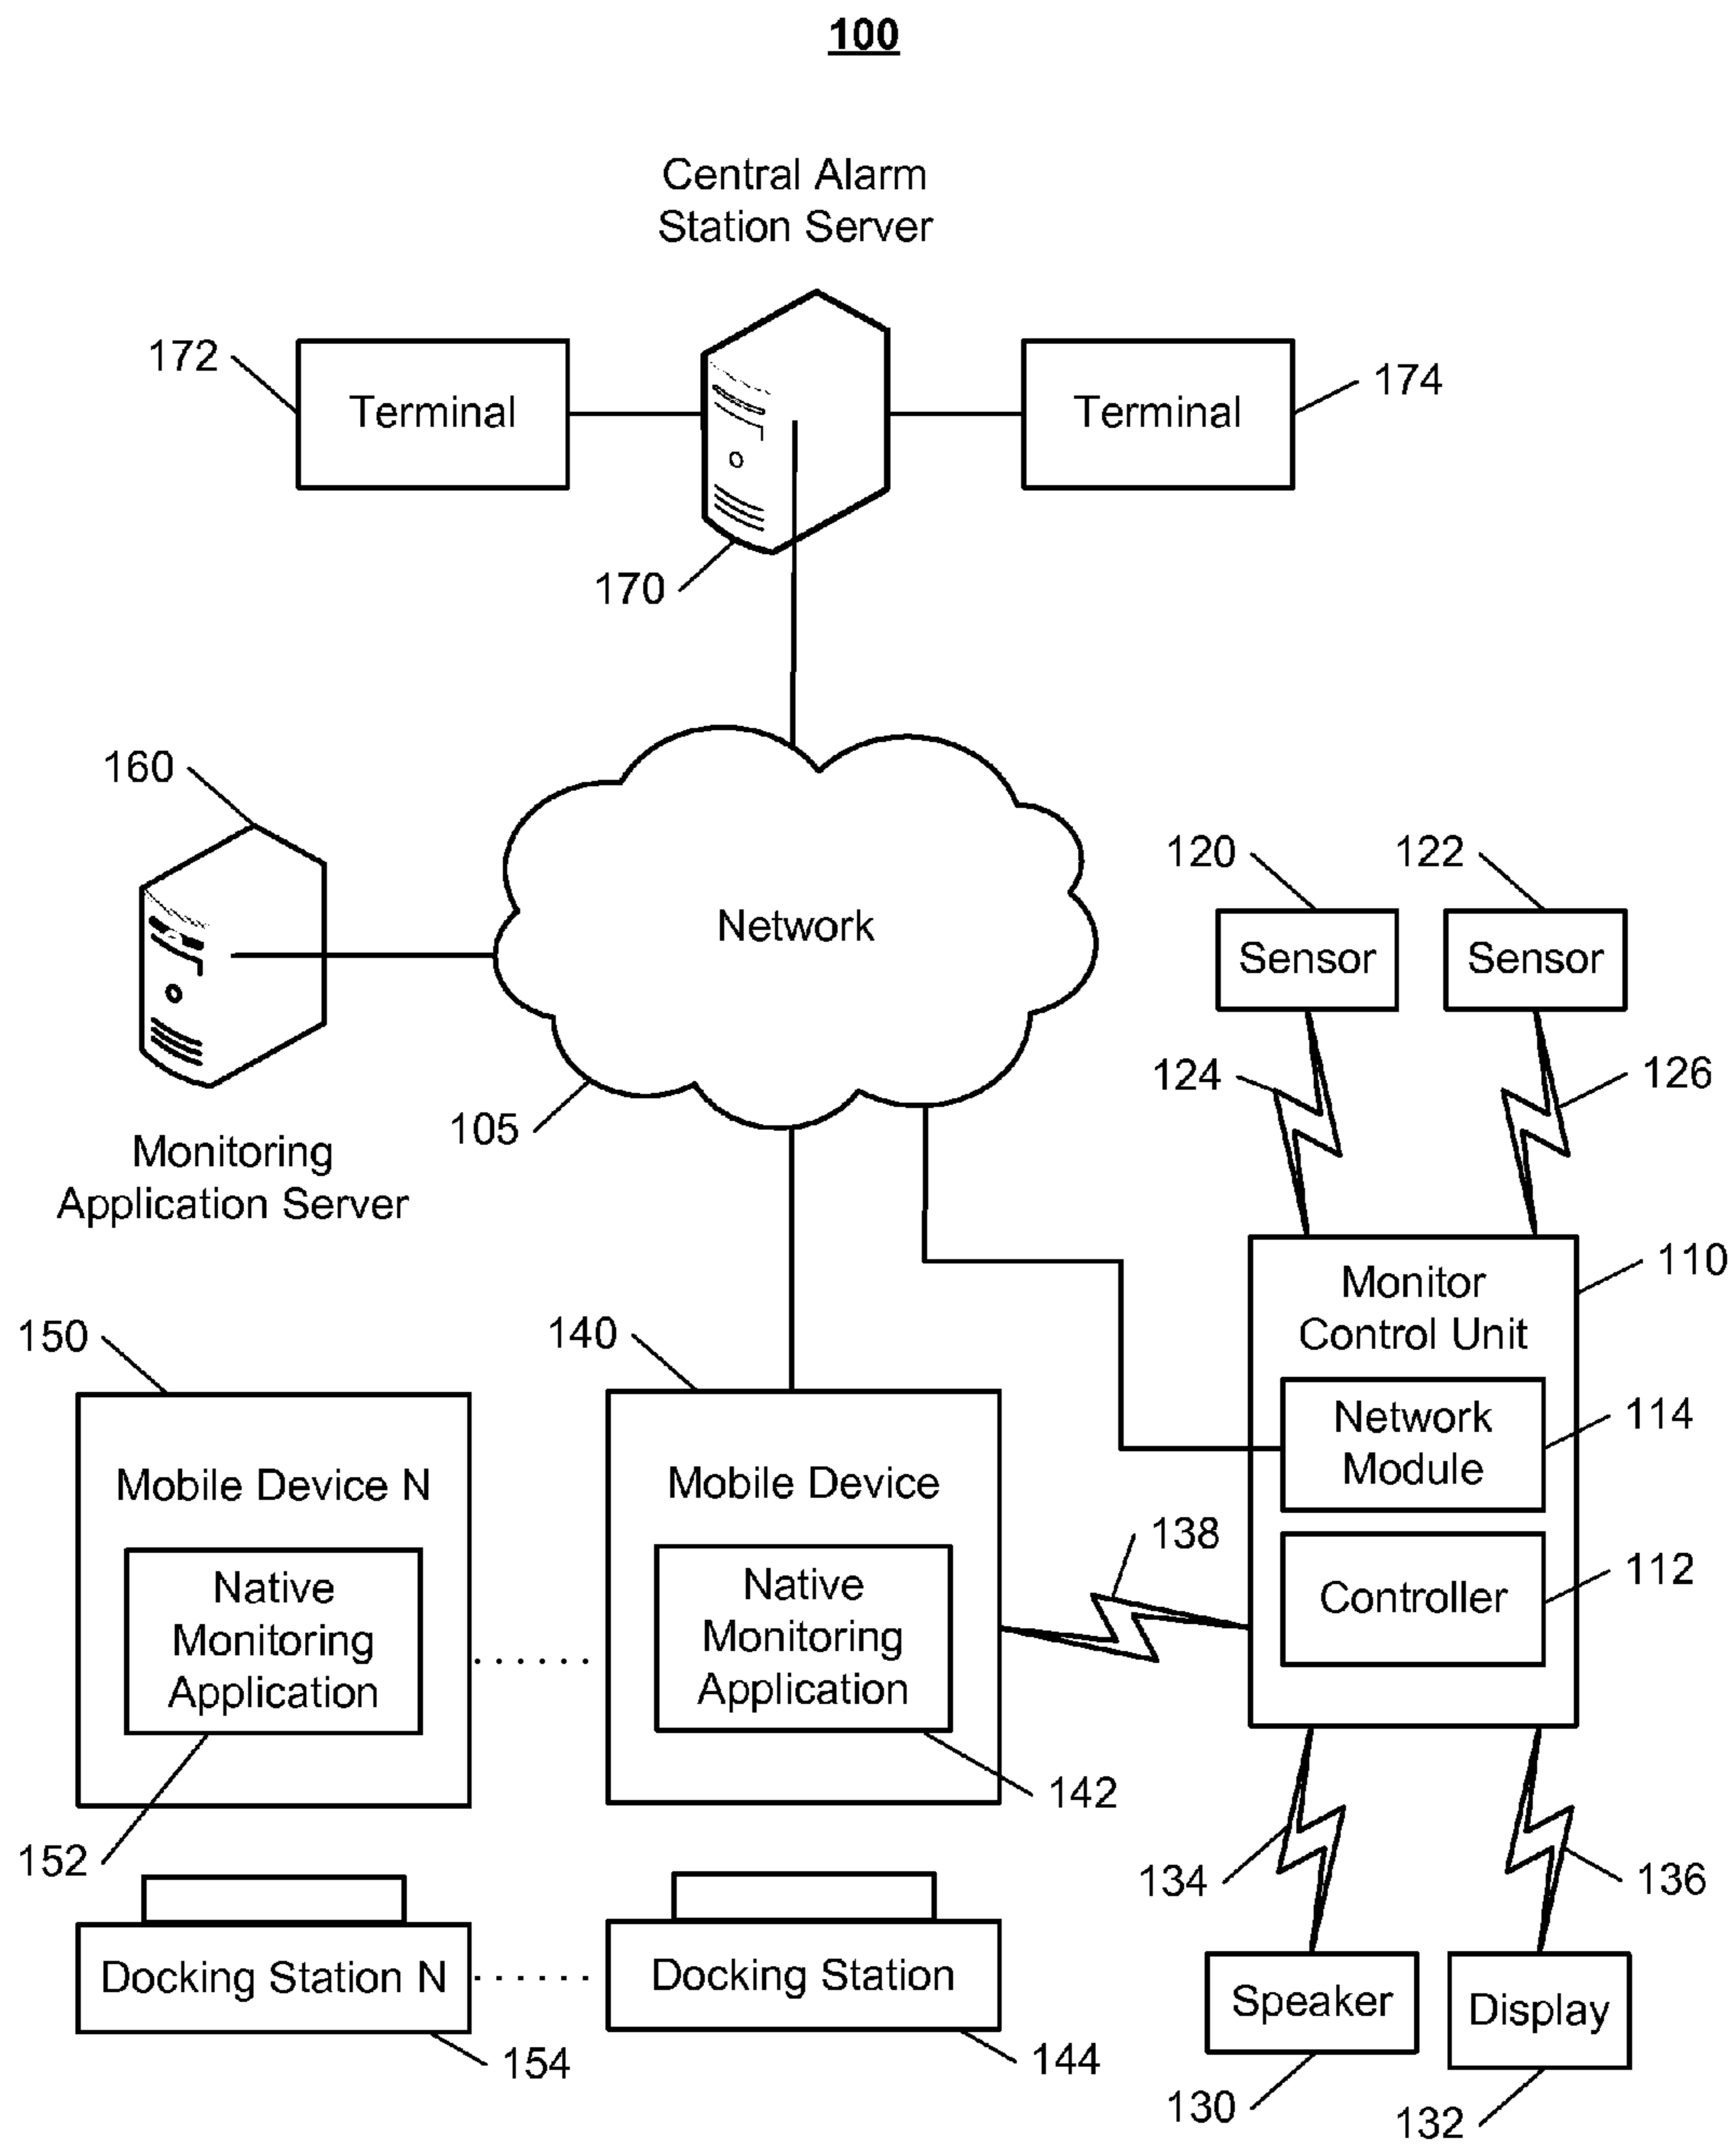 100
Central Alarm
Station Server
172
Terminal
Terminal
174
170
160
Network
120
122
Sensor
Sensor
124
126
105
Monitoring
Application Server
110
Monitor
Control Unit
150
140
Network
Module
114
Mobile Device N
Mobile Device
138
112
Controller
Native
Monitoring
Application
Native
Monitoring
Application
......
142
152
134
136
Docking Station N
......
Docking Station
Speaker
Display
154
144
130
132